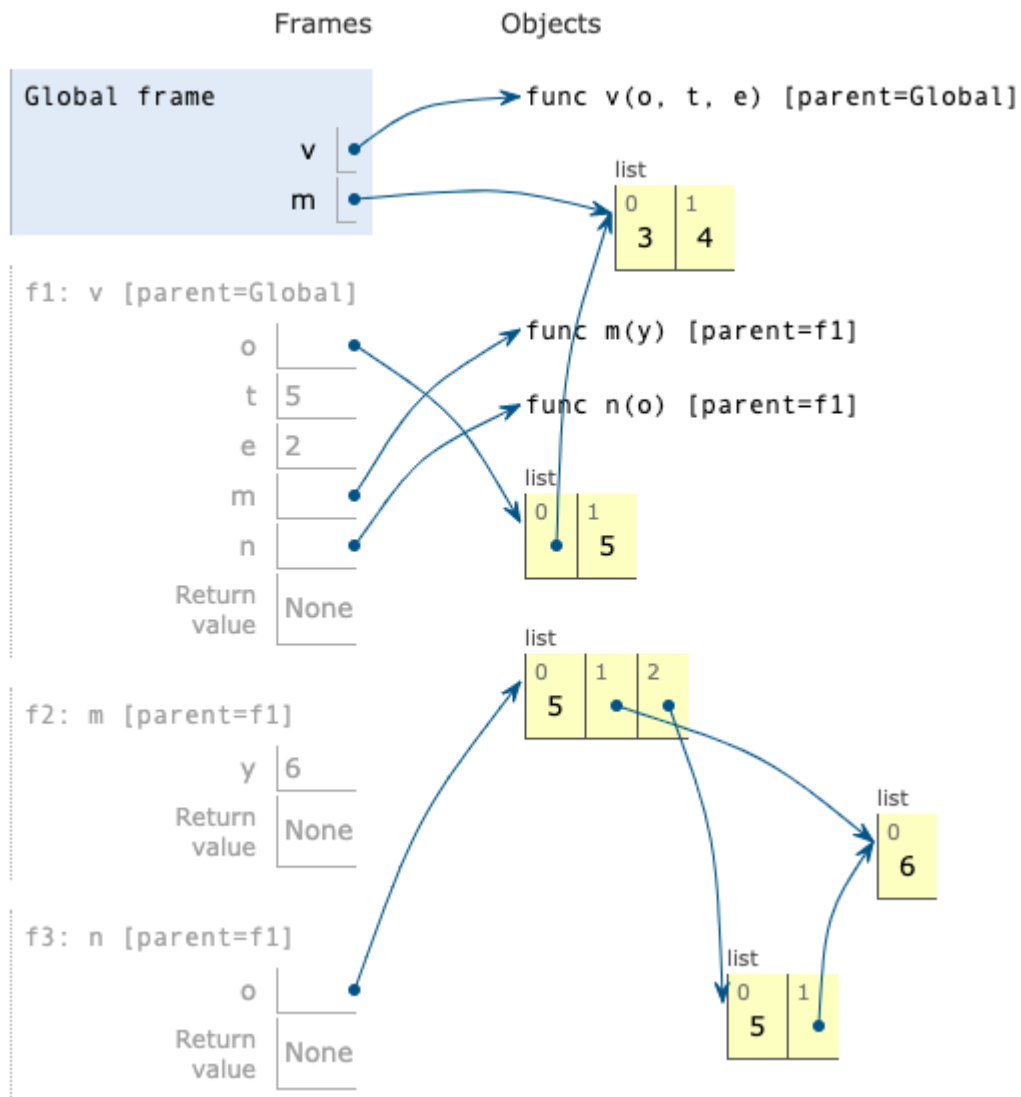 Frames Objects
Global frame
func v(o, t, e) [parent=Global]
v
m
list
0 1
3 4
f1: v [parent=Global]
o
t 5
e 2
m
n
Return value None
func m(y) [parent=f1]
func n(o) [parent=f1]
list
0 1
5
list
0 1 2
5
f2: m [parent=f1]
y 6
Return value None
list
0
6
f3: n [parent=f1]
o
Return value None
list
0 1
5